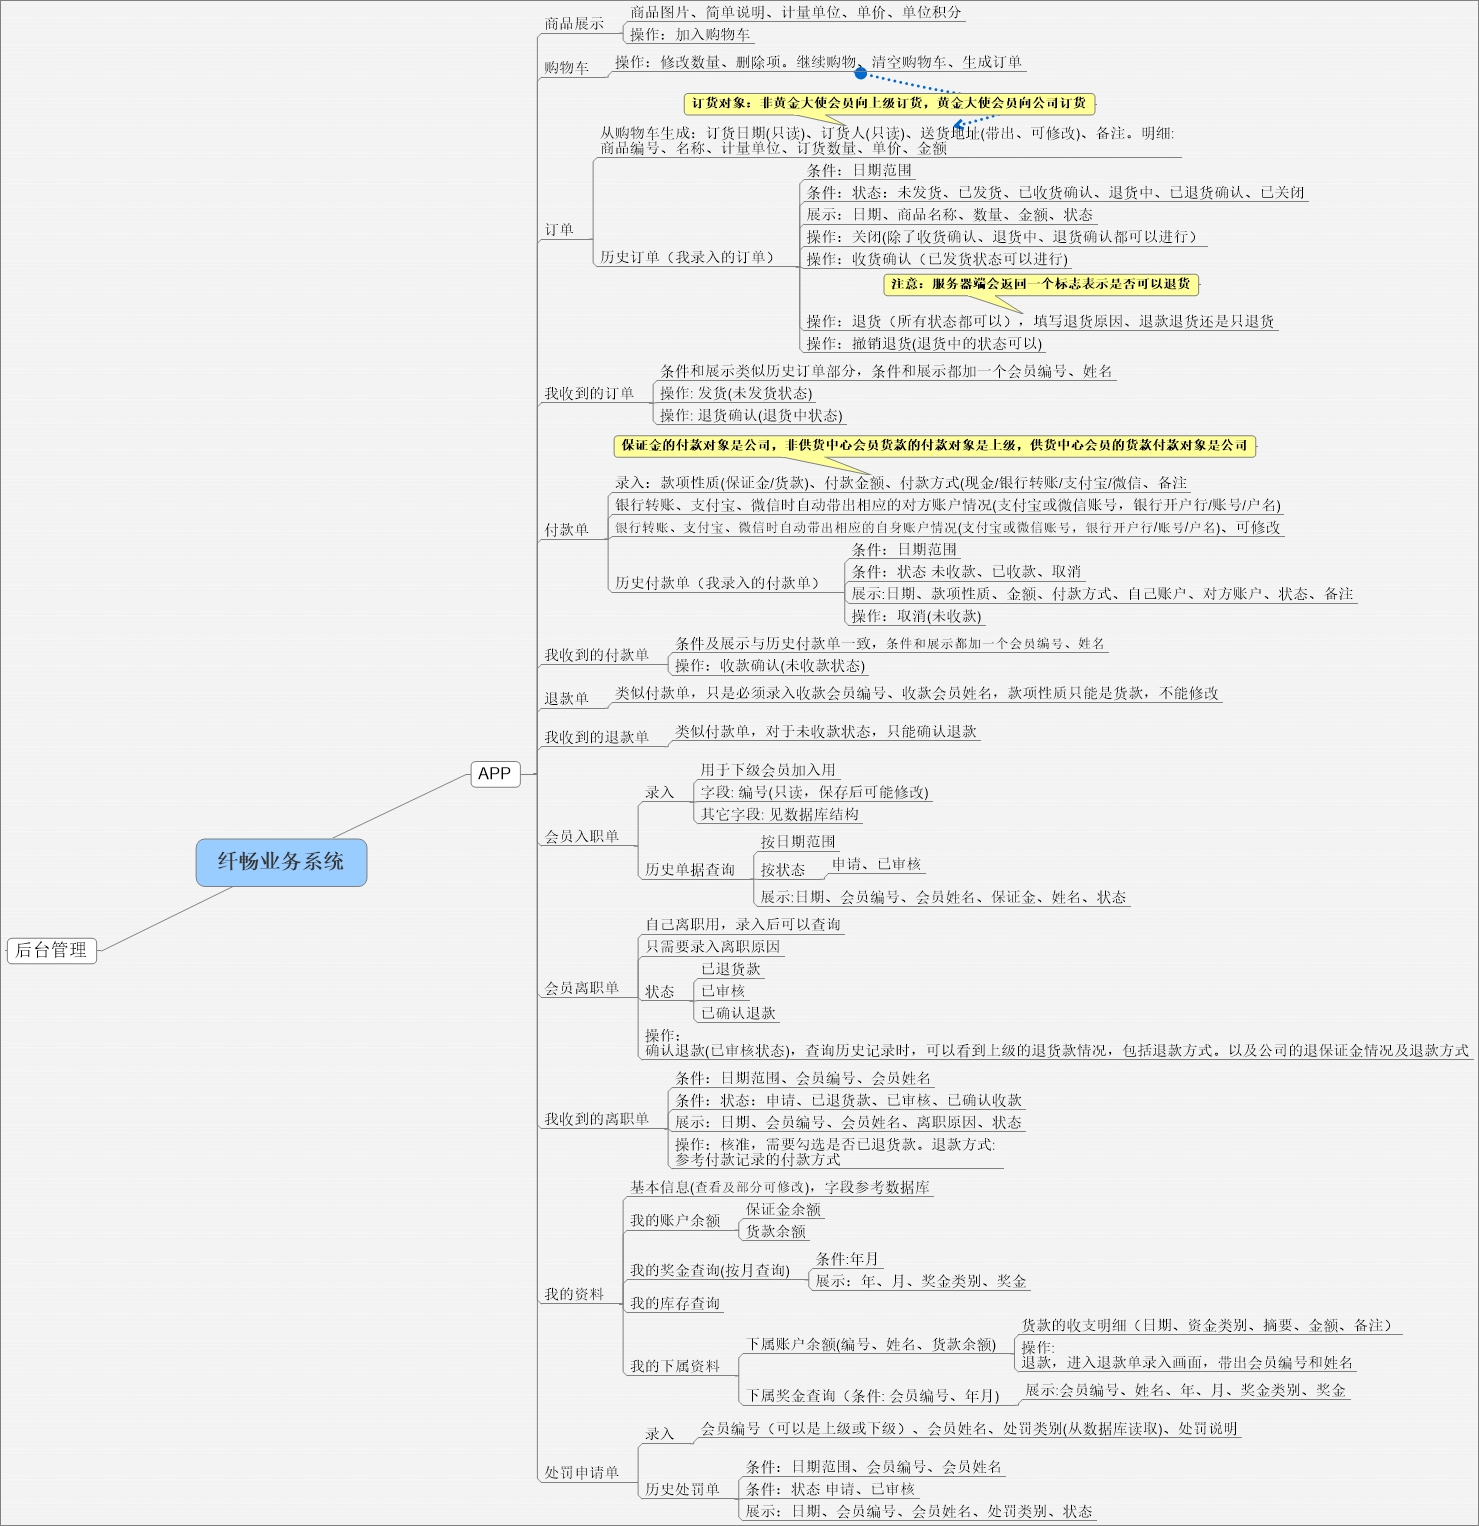 商品展示
商品图片、简单说明、计量单位、单价、单位积分
操作：加入购物车
购物车
操作：修改数量、删除项。继续购物、清空购物车、生成订单
订货对象：非黄金大使会员向上级订货，黄金大使会员向公司订货
从购物车生成：订货日期(只读)、订货人(只读)、送货地址(带出、可修改)、备注。明细:
商品编号、名称、计量单位、订货数量、单价、金额
订单
历史订单（我录入的订单）
条件：日期范围
条件：状态：未发货、已发货、已收货确认、退货中、已退货确认、已关闭
展示：日期、商品名称、数量、金额、状态
操作：关闭(除了收货确认、退货中、退货确认都可以进行）
操作：收货确认（已发货状态可以进行)
注意：服务器端会返回一个标志表示是否可以退货
操作：退货（所有状态都可以），填写退货原因、退款退货还是只退货
操作：撤销退货(退货中的状态可以)
我收到的订单
条件和展示类似历史订单部分，条件和展示都加一个会员编号、姓名
操作: 发货(未发货状态)
操作: 退货确认(退货中状态)
保证金的付款对象是公司，非供货中心会员货款的付款对象是上级，供货中心会员的货款付款对象是公司
付款单
录入：款项性质(保证金/货款)、付款金额、付款方式(现金/银行转账/支付宝/微信、备注
银行转账、支付宝、微信时自动带出相应的对方账户情况(支付宝或微信账号，银行开户行/账号/户名)
银行转账、支付宝、微信时自动带出相应的自身账户情况(支付宝或微信账号，银行开户行/账号/户名)、可修改
历史付款单（我录入的付款单）
条件：日期范围
条件：状态 未收款、已收款、取消
展示:日期、款项性质、金额、付款方式、自己账户、对方账户、状态、备注
操作：取消(未收款)
我收到的付款单
条件及展示与历史付款单一致，条件和展示都加一个会员编号、姓名
操作：收款确认(未收款状态)
退款单
类似付款单，只是必须录入收款会员编号、收款会员姓名，款项性质只能是货款，不能修改
我收到的退款单
类似付款单，对于未收款状态，只能确认退款
APP
会员入职单
录入
用于下级会员加入用
字段: 编号(只读，保存后可能修改)
其它字段: 见数据库结构
历史单据查询
按日期范围
按状态
申请、已审核
展示:日期、会员编号、会员姓名、保证金、姓名、状态
纤畅业务系统
后台管理
会员离职单
自己离职用，录入后可以查询
只需要录入离职原因
状态
已退货款
已审核
已确认退款
操作：
确认退款(已审核状态)，查询历史记录时，可以看到上级的退货款情况，包括退款方式。以及公司的退保证金情况及退款方式
我收到的离职单
条件：日期范围、会员编号、会员姓名
条件：状态：申请、已退货款、已审核、已确认收款
展示：日期、会员编号、会员姓名、离职原因、状态
操作：核准，需要勾选是否已退货款。退款方式:
参考付款记录的付款方式
我的资料
基本信息(查看及部分可修改)，字段参考数据库
我的账户余额
保证金余额
货款余额
我的奖金查询(按月查询)
条件:年月
展示：年、月、奖金类别、奖金
我的库存查询
我的下属资料
下属账户余额(编号、姓名、货款余额)
货款的收支明细（日期、资金类别、摘要、金额、备注）
操作:
退款，进入退款单录入画面，带出会员编号和姓名
下属奖金查询（条件: 会员编号、年月)
展示:会员编号、姓名、年、月、奖金类别、奖金
处罚申请单
录入
会员编号（可以是上级或下级）、会员姓名、处罚类别(从数据库读取)、处罚说明
历史处罚单
条件：日期范围、会员编号、会员姓名
条件：状态 申请、已审核
展示：日期、会员编号、会员姓名、处罚类别、状态